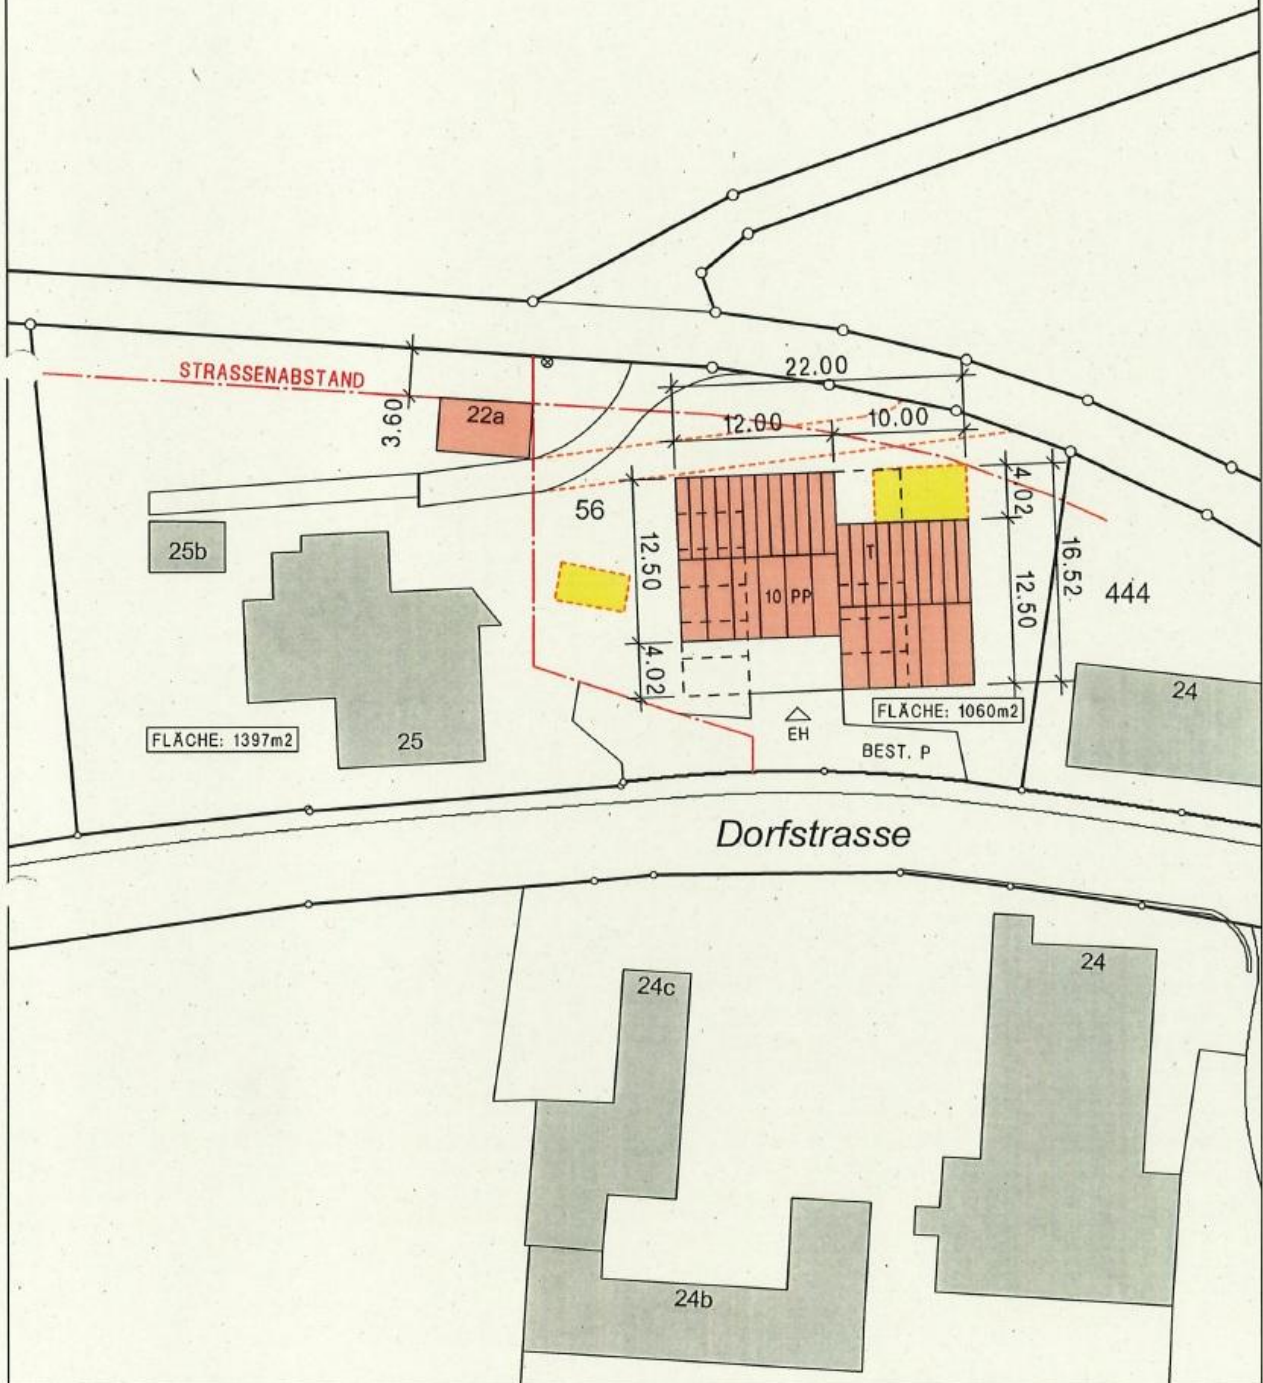 22.00
STRASSENABSTAND
3.60
22a
12.00
10.00
4.02
56
25b
12.50
T
16.52
10 PP
12.50
444
4.02
24
FLÄCHE: 1060m2
FLÄCHE: 1397m2
25
EH
BEST. P
Dorfstrasse
24
24c
24b